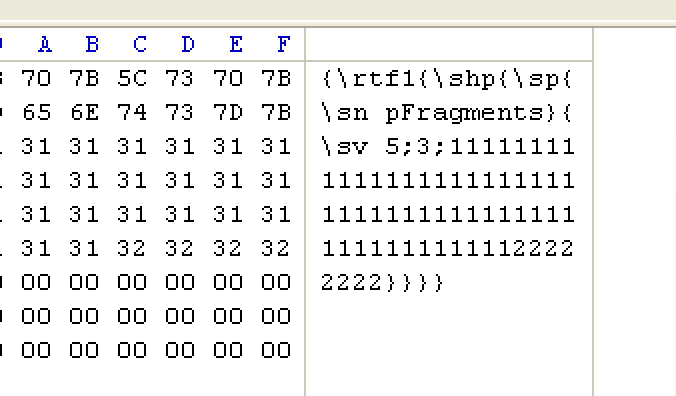 A B C D E F
70 7B 5C 73 70 7B {\rtf1{\shp{\sp{
65 6E 74 73 7D 7B \sn pFragments}{
31 31 31 31 31 31 \sv 5;3;11111111
31 31 31 31 31 31 1111111111111111
31 31 31 31 31 31 1111111111111111
31 31 32 32 32 32 1111111111112222
00 00 00 00 00 00 2222}}}}
00 00 00 00 00 00
00 00 00 00 00 00